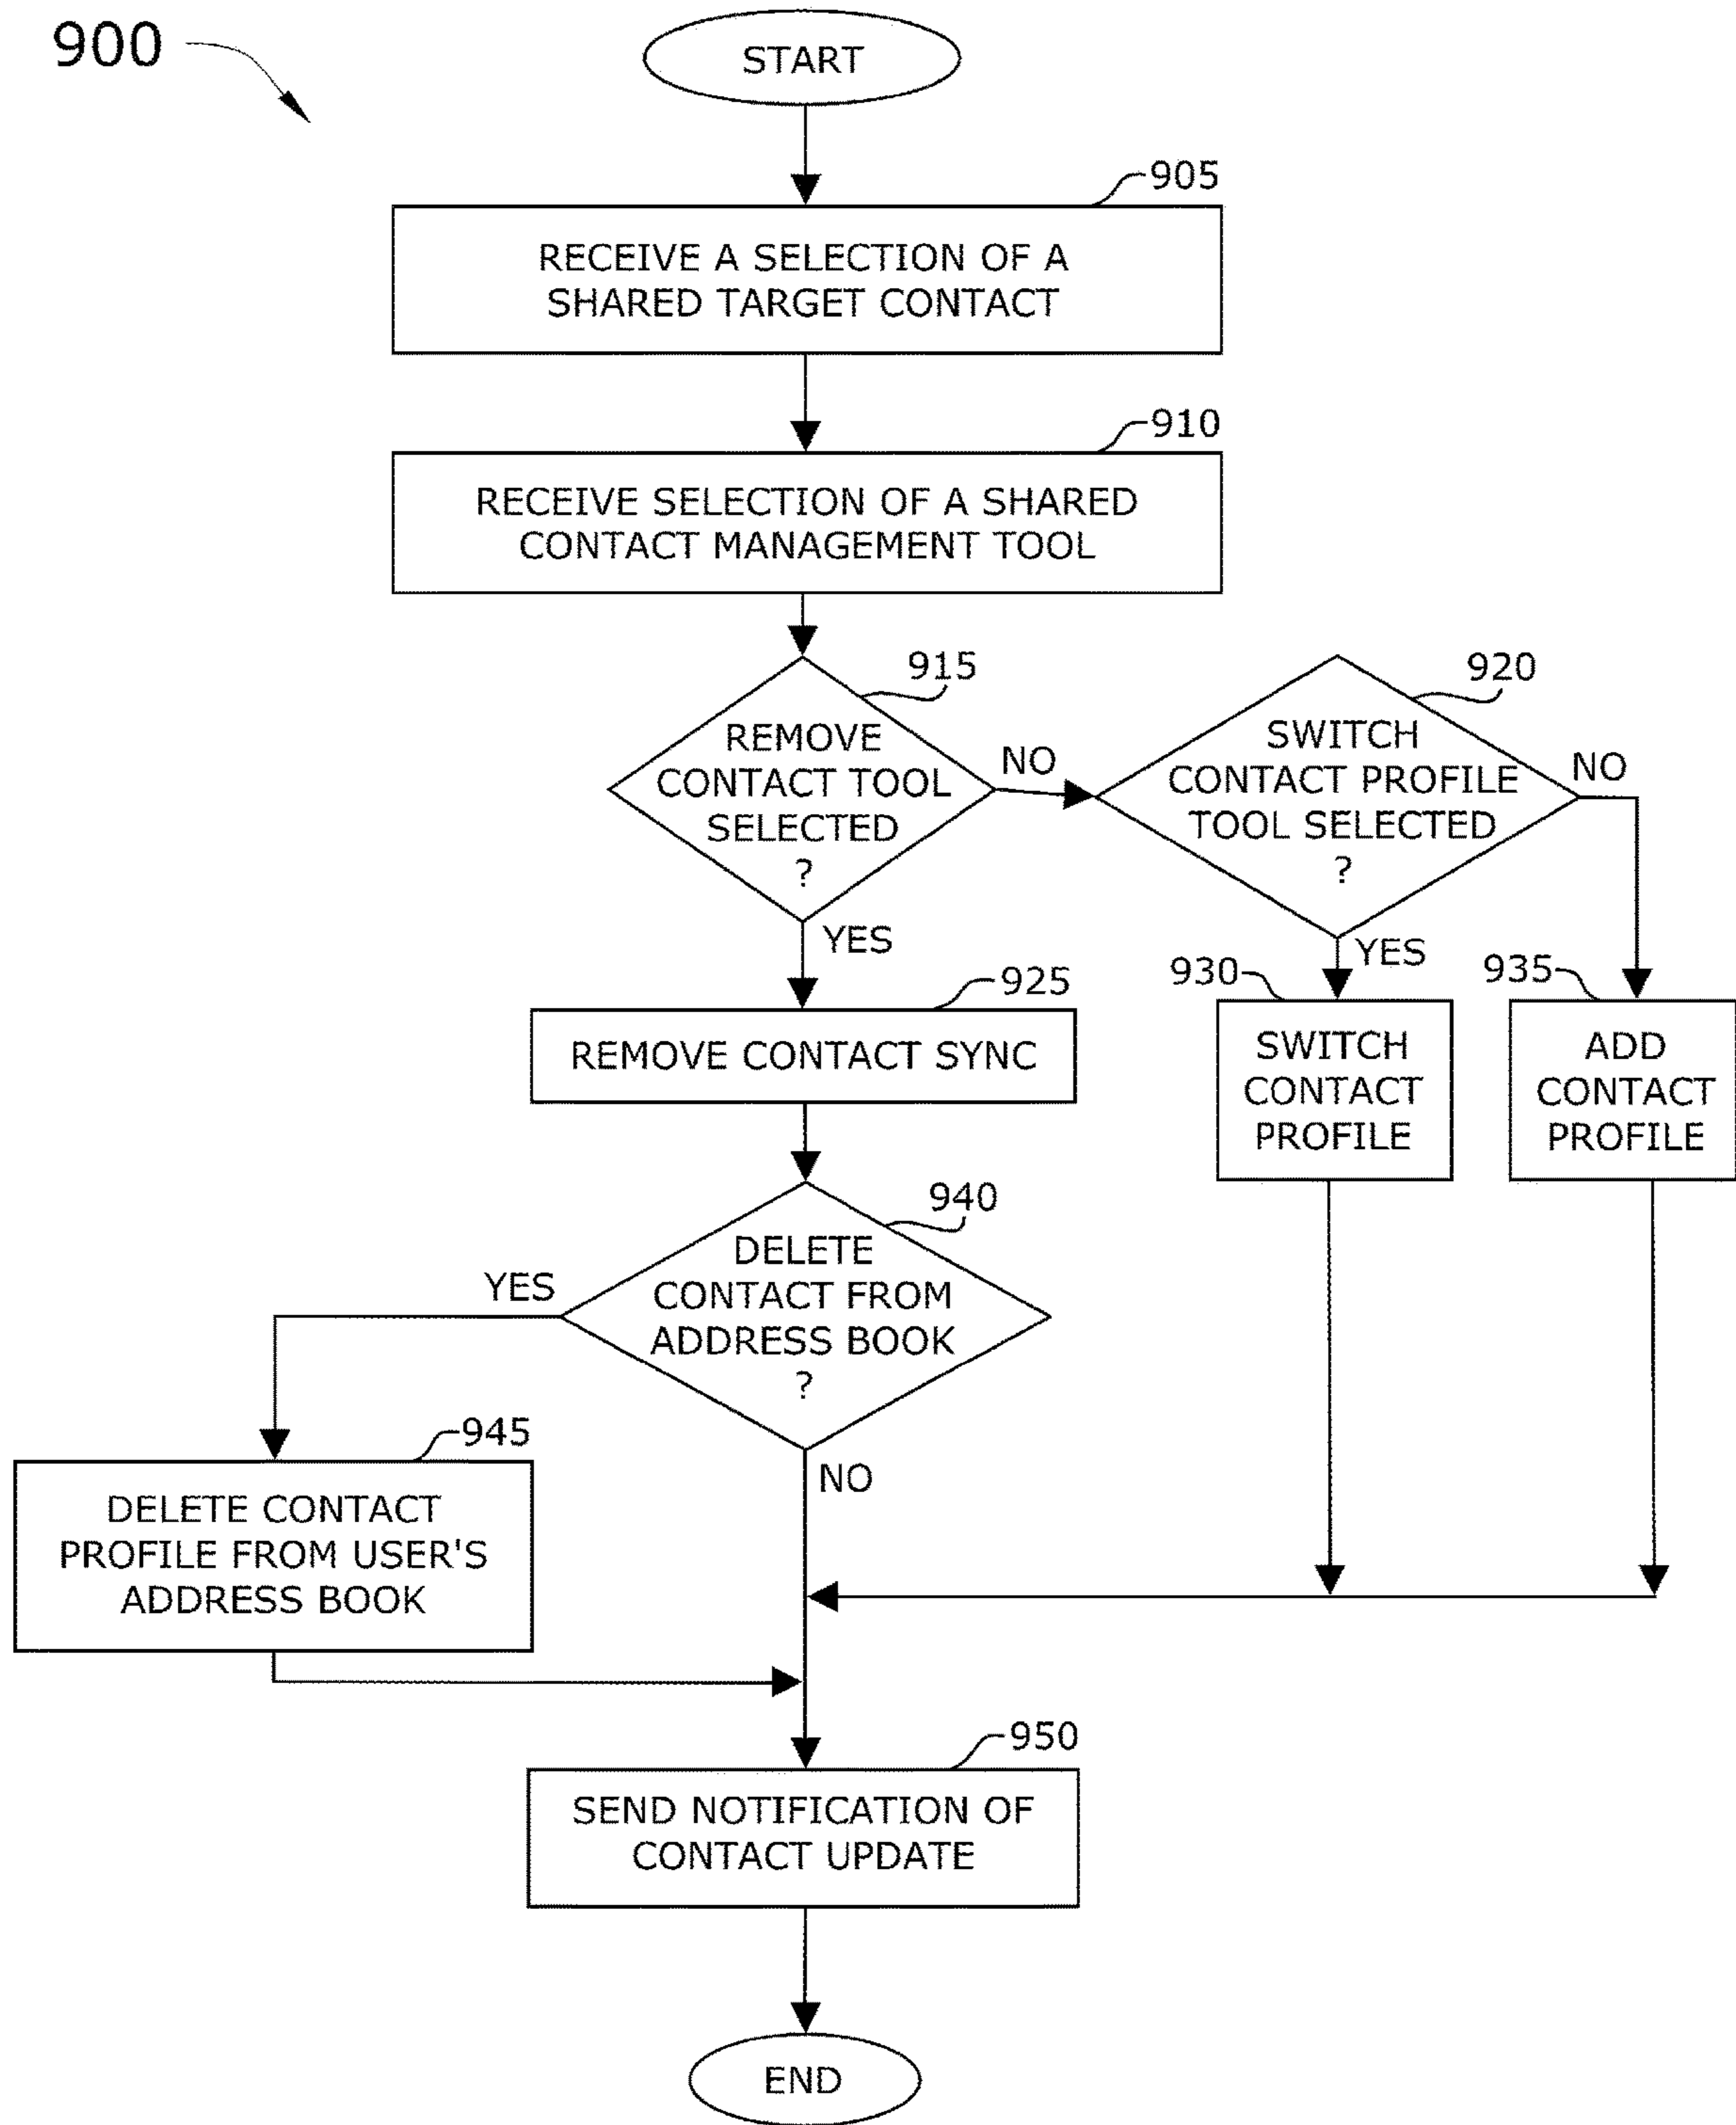 900
START
905
RECEIVE A SELECTION OF A
SHARED TARGET CONTACT
910
RECEIVE SELECTION OF A SHARED
CONTACT MANAGEMENT TOOL
915
REMOVE
CONTACT TOOL
SELECTED
?
NO
YES
920
SWITCH
CONTACT PROFILE
TOOL SELECTED
?
NO
YES
925
REMOVE CONTACT SYNC
930
SWITCH
CONTACT
PROFILE
935
ADD
CONTACT
PROFILE
940
DELETE
CONTACT FROM
ADDRESS BOOK
?
YES
NO
945
DELETE CONTACT
PROFILE FROM USER'S
ADDRESS BOOK
950
SEND NOTIFICATION OF
CONTACT UPDATE
END